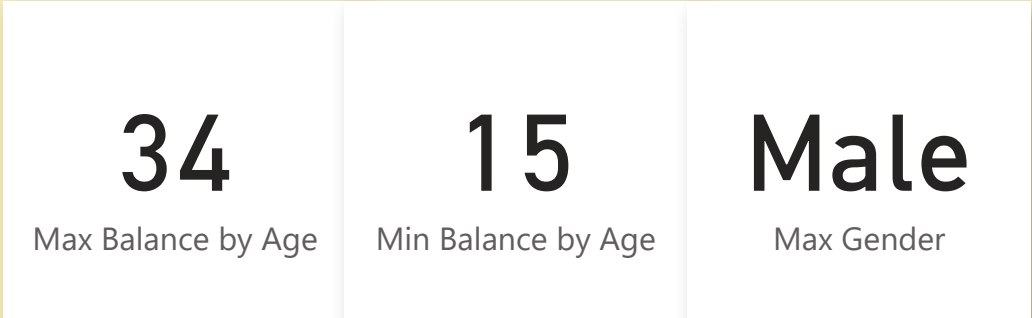 34
Max Balance by Age
15
Min Balance by Age
Male
Max Gender